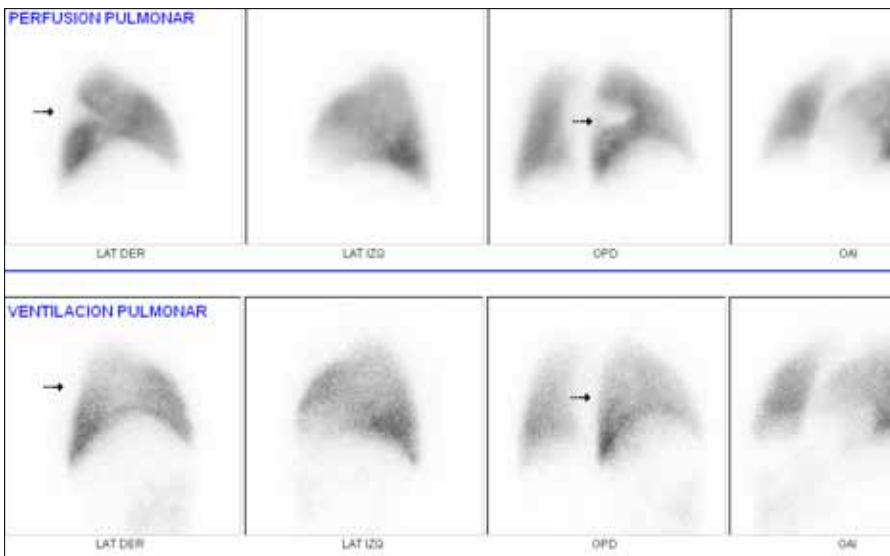 PERFUSION PULMONAR
LAT DER
LAT IZQ
OPD
OAI
VENTILACION PULMONAR
LAT DER
LAT IZQ
OPD
OAI